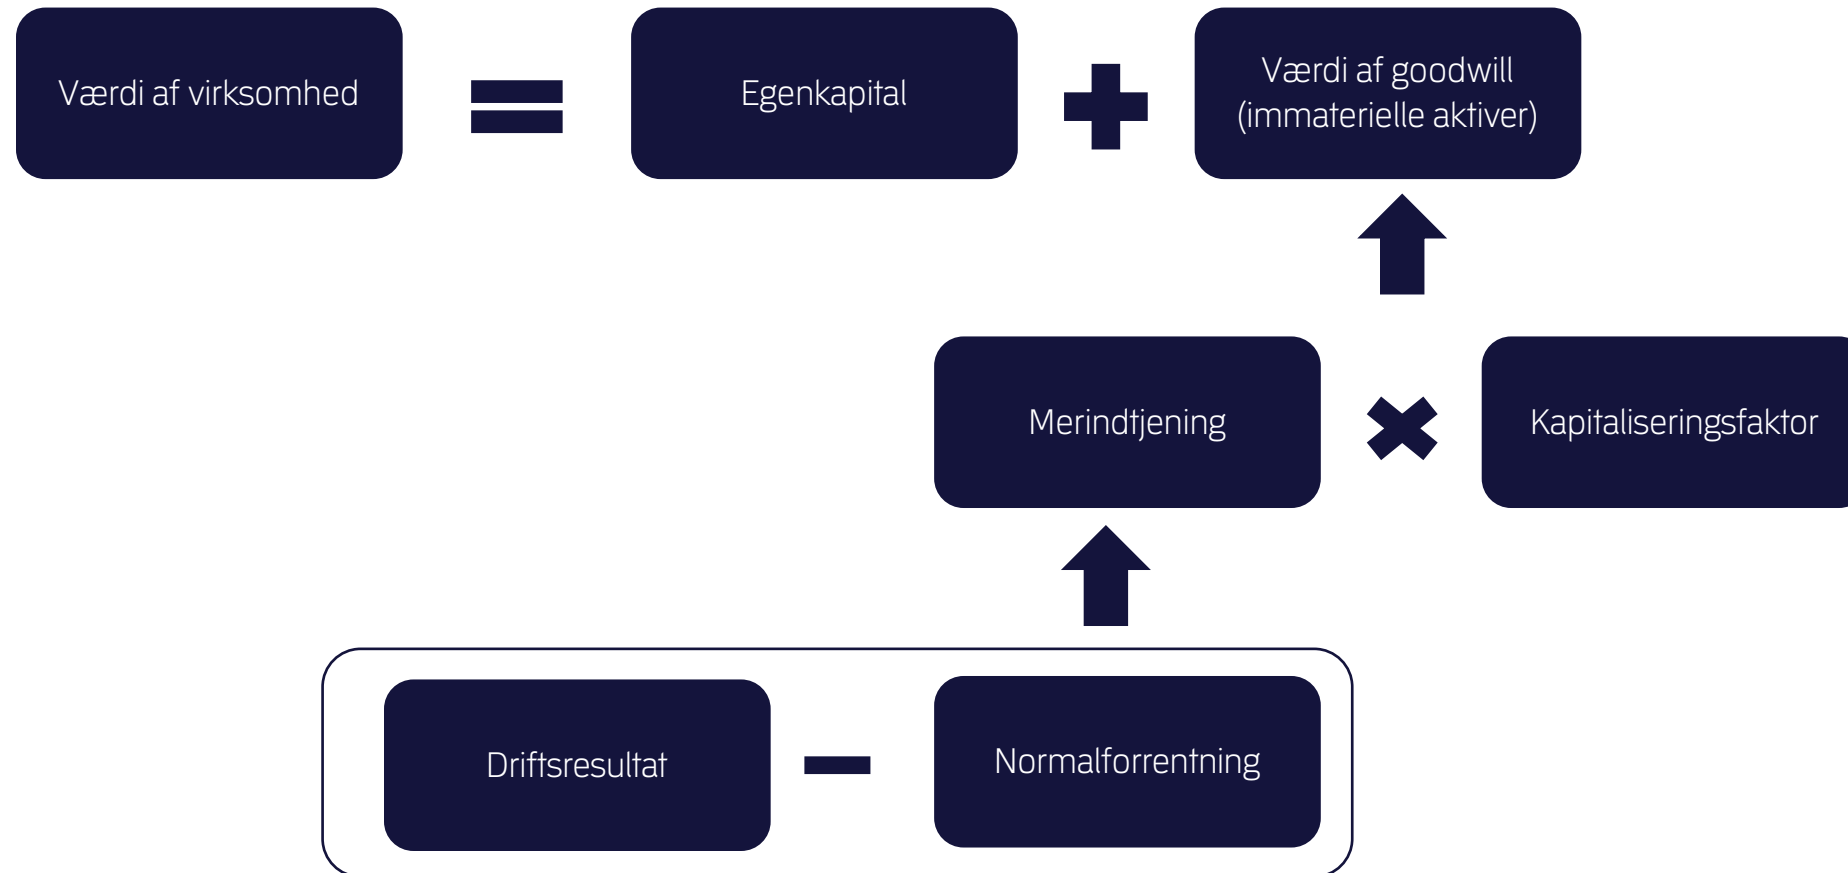 Værdi af virksomhed
Egenkapital
Værdi af goodwill
(immaterielle aktiver)
Merindtjening
Kapitaliseringsfaktor
Driftsresultat
Normalforrentning